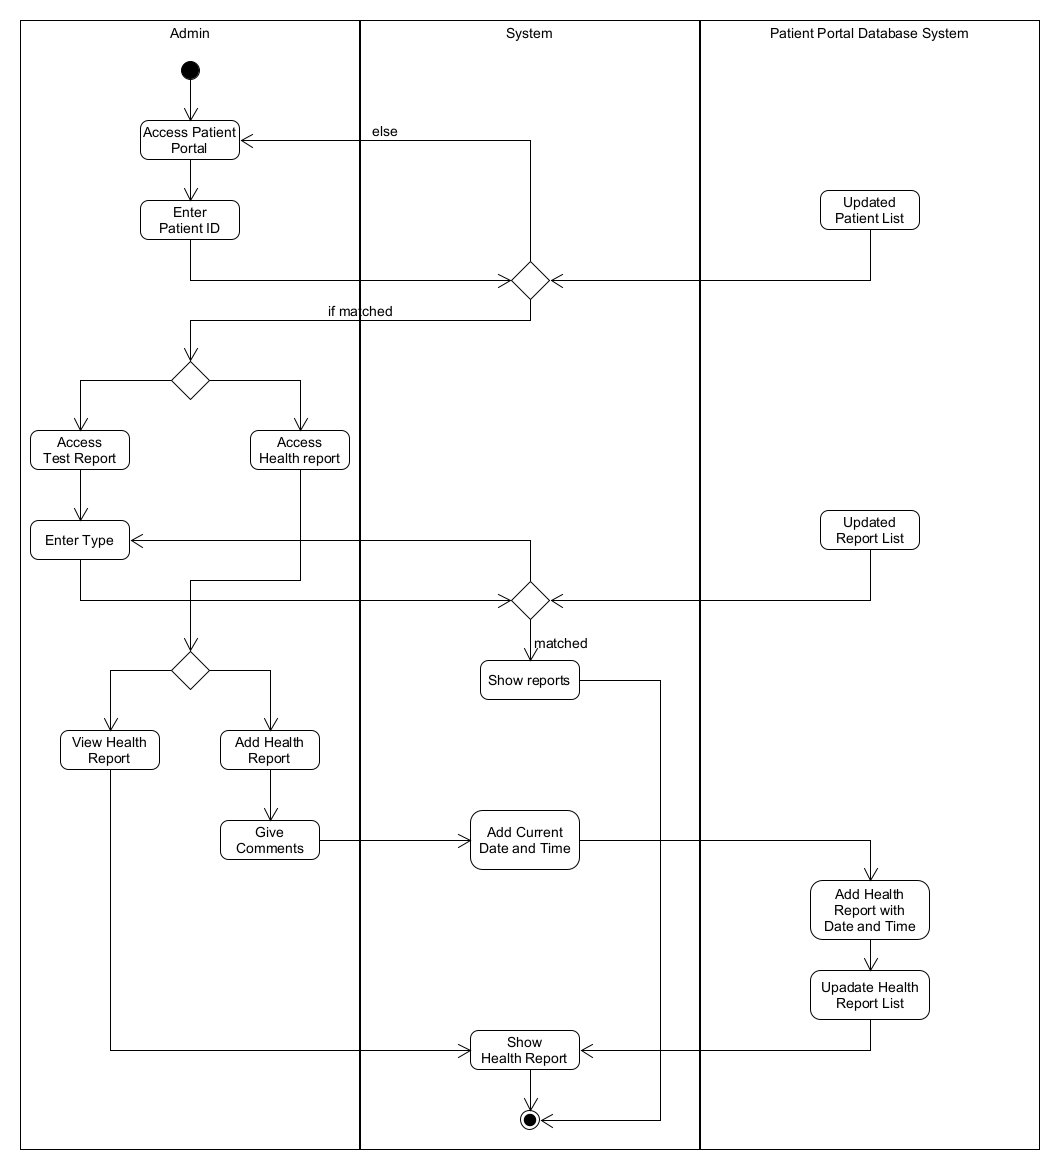 Admin
System
Patient Portal Database System
Access Patient
Portal
else
Enter
Patient ID
Updated
Patient List
if matched
Access
Test Report
Access
Health report
Enter Type
Updated
Report List
matched
Show reports
View Health
Report
Add Health
Report
Give
Comments
Add Current
Date and Time
Add Health
Report with
Date and Time
Upadate Health
Report List
Show
Health Report